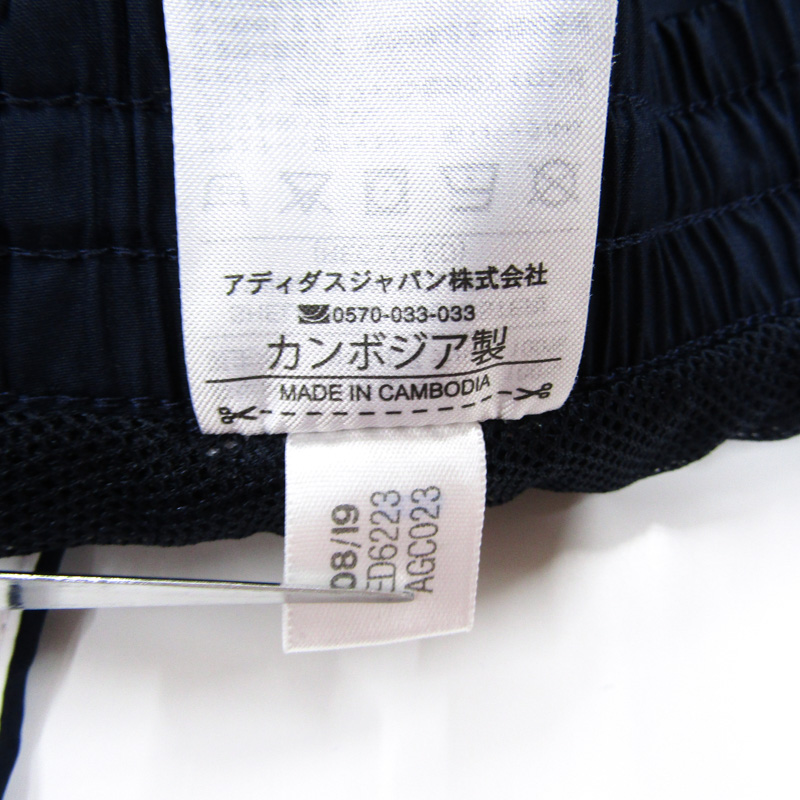 アディダスジャパン株式会社
0570-033-033
カンボジア製
MADE IN CAMBODIA
08/19
ED6223
AGC023